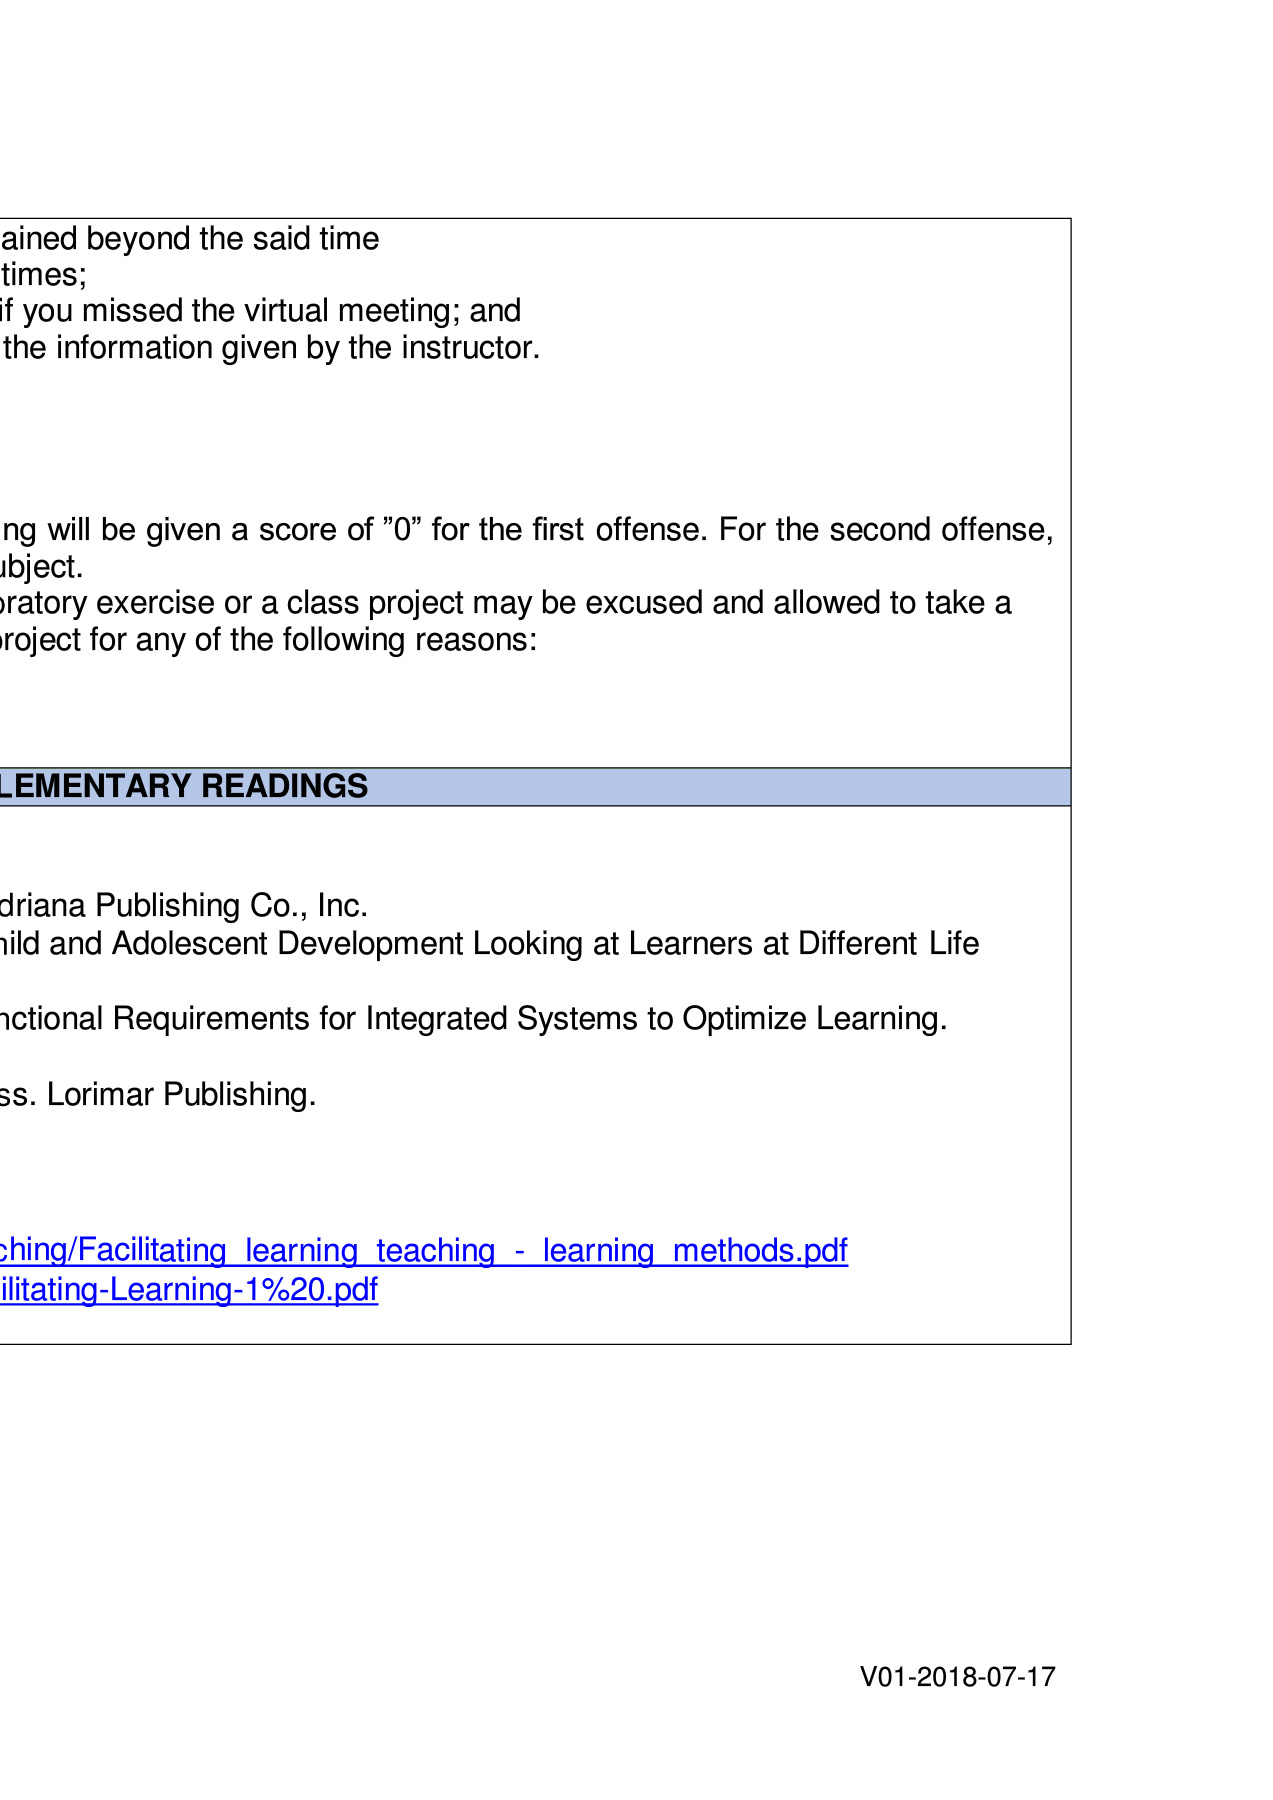 ained beyond the said time
times;
if you missed the virtual meeting; and
the information given by the instructor.
ng will be given a score of ”0” for the first offense. For the second offense,
ubject.
oratory exercise or a class project may be excused and allowed to take a
project for any of the following reasons:
LEMENTARY READINGS
driana Publishing Co., Inc.
hild and Adolescent Development Looking at Learners at Different Life
nctional Requirements for Integrated Systems to Optimize Learning.
ss. Lorimar Publishing.
ching/Facilitating_learning_teaching_-_learning_methods.pdf
ilitating-Learning-1%20.pdf
V01-2018-07-17